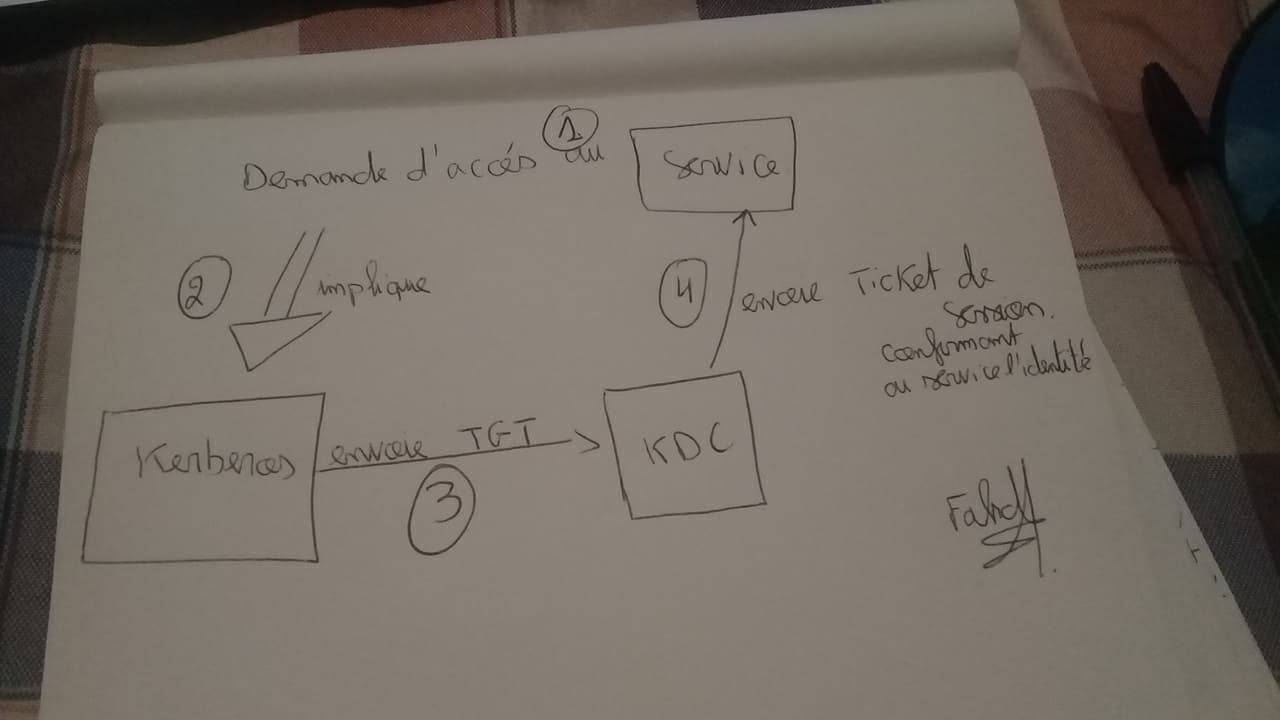 1
Demande d'accés au
Service
2
implique
4
envoie Ticket de
session.
confirmant
au service l'identité
Kerberos
envoie TGT
KDC
3